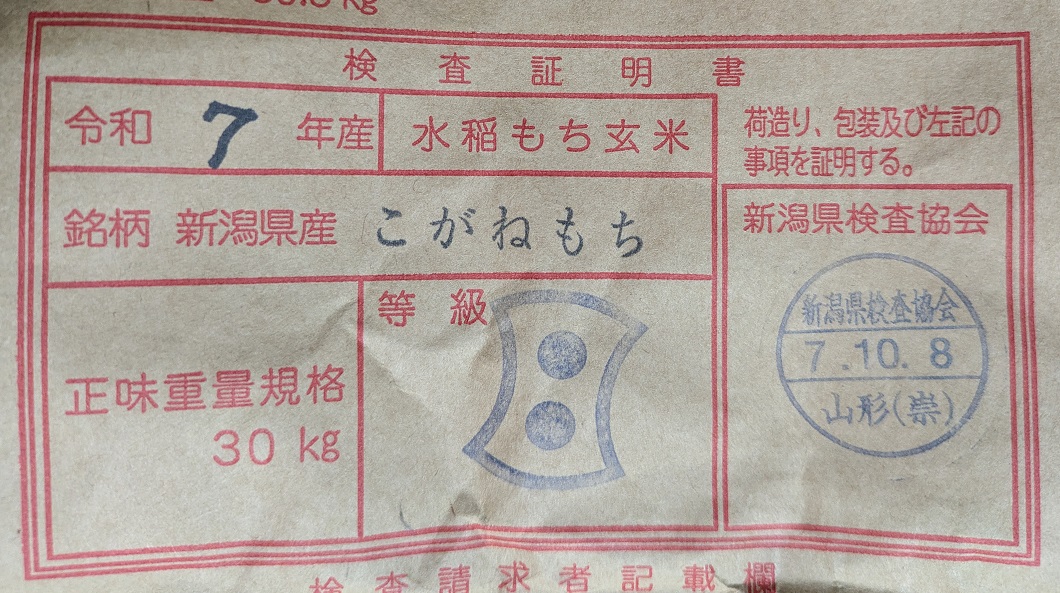 検査証明書
令和 7 年産
水稲もち玄米
荷造り、包装及び左記の
事項を証明する。
銘柄 新潟県産 こがねもち
新潟県検査協会
等級
正味重量規格
30 kg
新潟県検査協会
7.10.8
山形(崇)
検査請求者記載欄